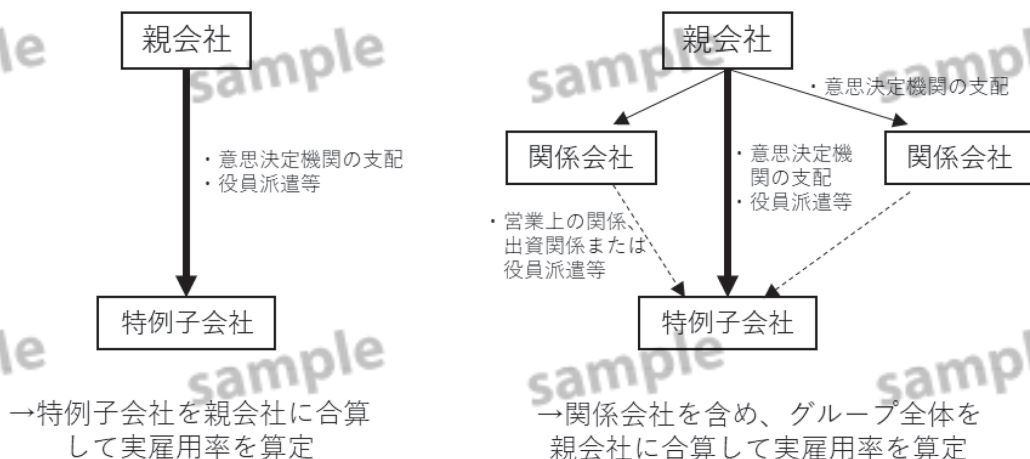 親会社
・意思決定機関の支配
・役員派遣等
特例子会社
→特例子会社を親会社に合算
して実雇用率を算定
親会社
・意思決定機関の支配
関係会社
・意思決定機
関の支配
・役員派遣等
関係会社
・営業上の関係、
出資関係または
役員派遣等
特例子会社
→関係会社を含め、グループ全体を
親会社に合算して実雇用率を算定
sample
sample
sample
sample